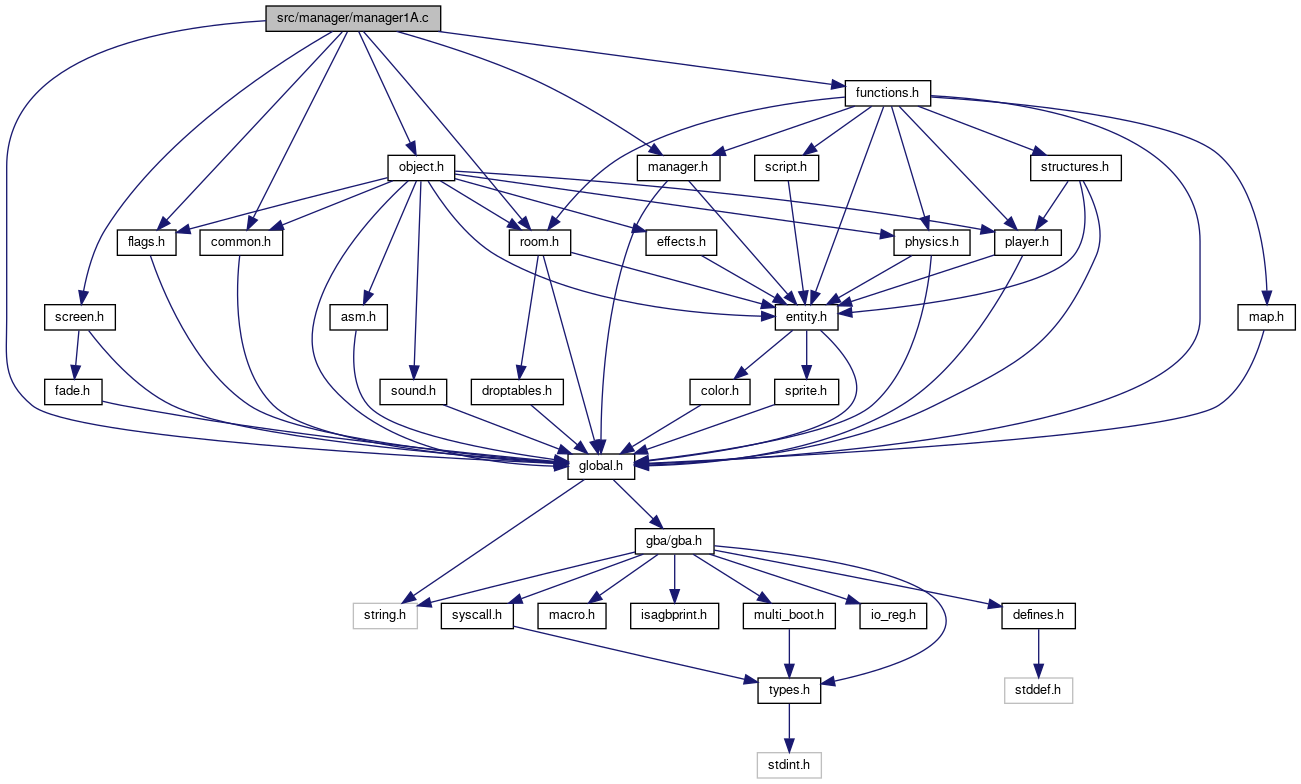 src/manager/manager1A.c
functions.h
object.h
manager.h
script.h
structures.h
flags.h
common.h
room.h
effects.h
physics.h
player.h
screen.h
asm.h
entity.h
map.h
fade.h
sound.h
droptables.h
color.h
sprite.h
global.h
gba/gba.h
string.h
syscall.h
macro.h
isagbprint.h
multi_boot.h
io_reg.h
defines.h
types.h
stddef.h
stdint.h